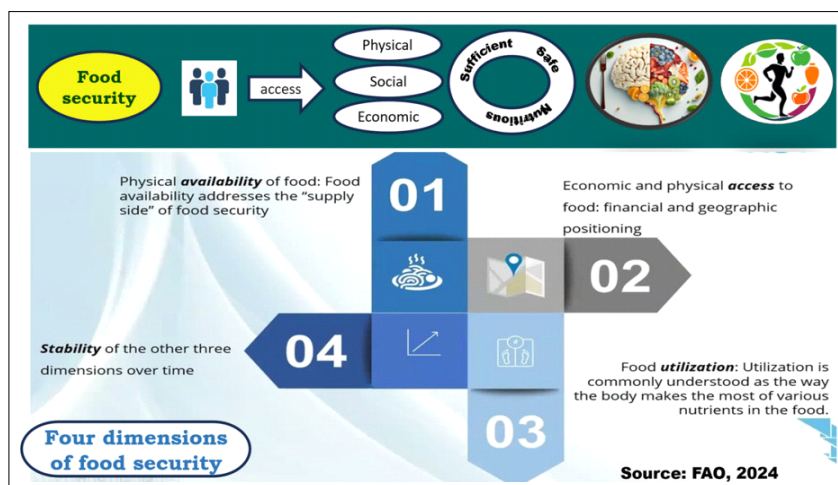 Food
security
access
Physical
Social
Economic
Sufficient Safe
Nutritious
Physical availability of food: Food
availability addresses the “supply
side” of food security
01
Economic and physical access to
food: financial and geographic
positioning
02
Stability of the other three
dimensions over time
04
Food utilization: Utilization is
commonly understood as the way
the body makes the most of various
nutrients in the food.
03
Four dimensions
of food security
Source: FAO, 2024